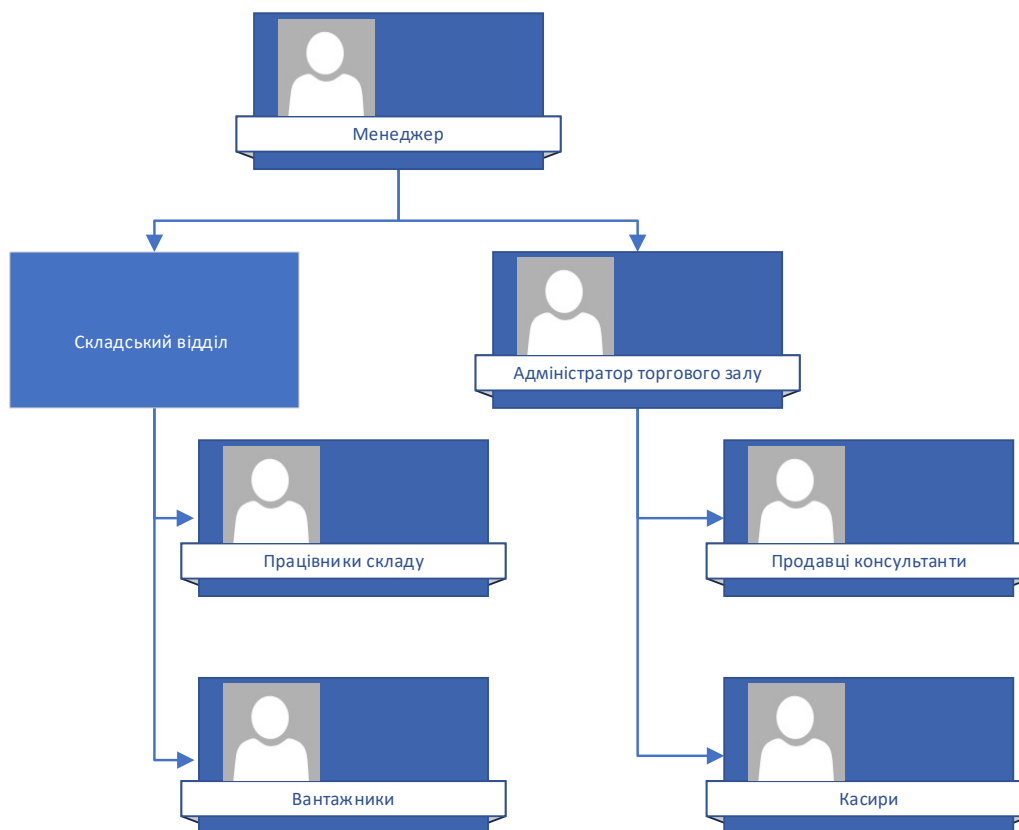 Менеджер
Складський відділ
Адміністратор торгового залу
Працівники складу
Продавці консультанти
Вантажники
Касири